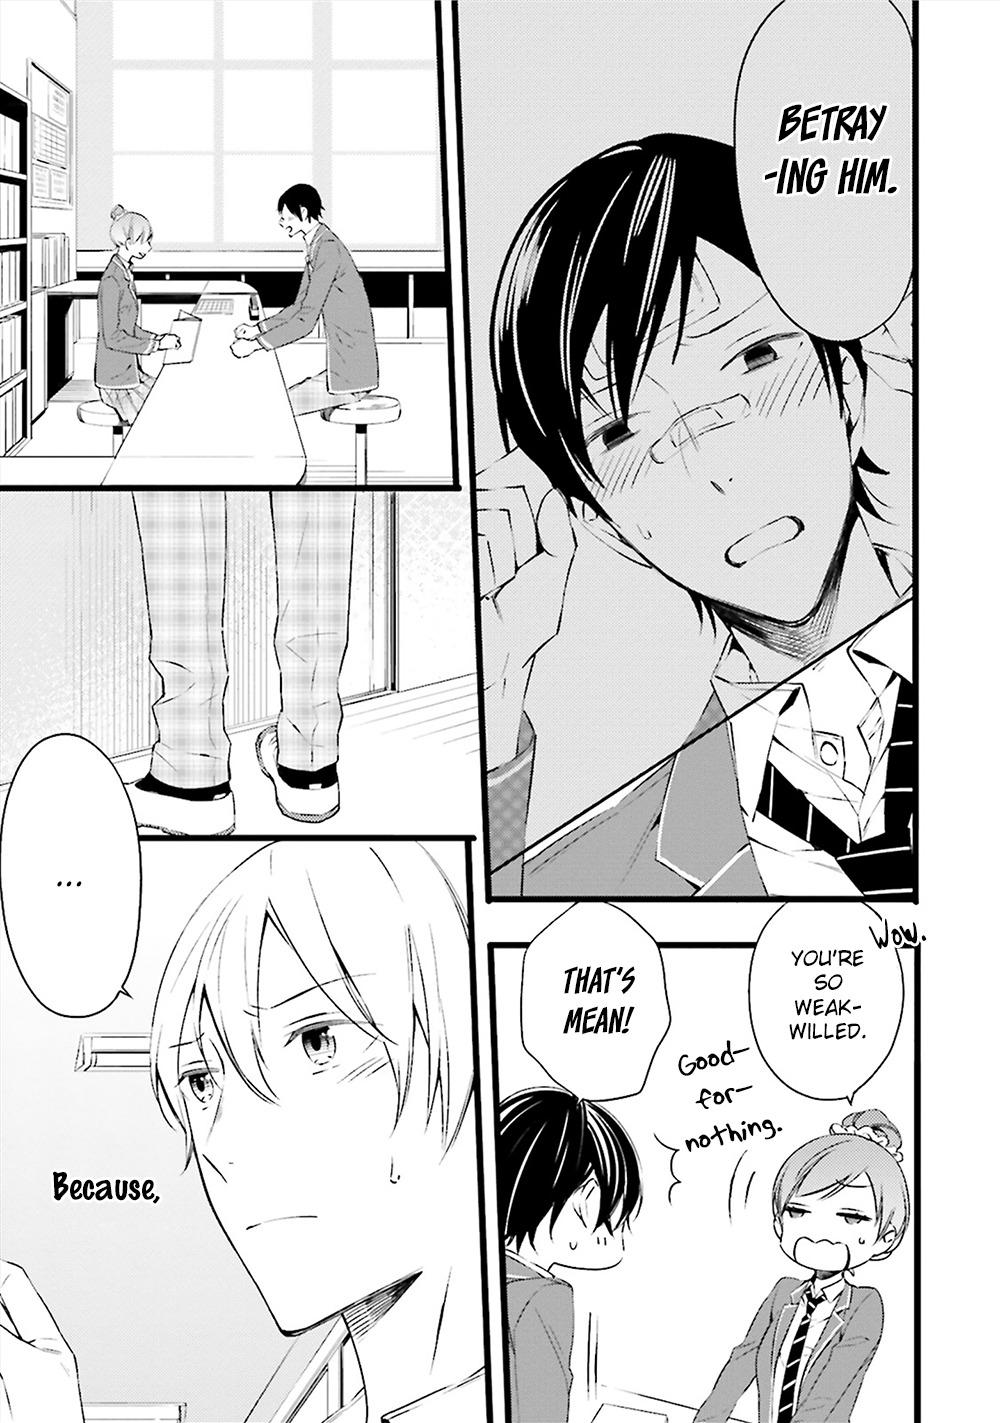 BETRAY
-ING HIM.
WOW.
YOU'RE
SO
WEAK-
WILLED.
Good-
for-
nothing.
THAT'S
MEAN!
...
Because,